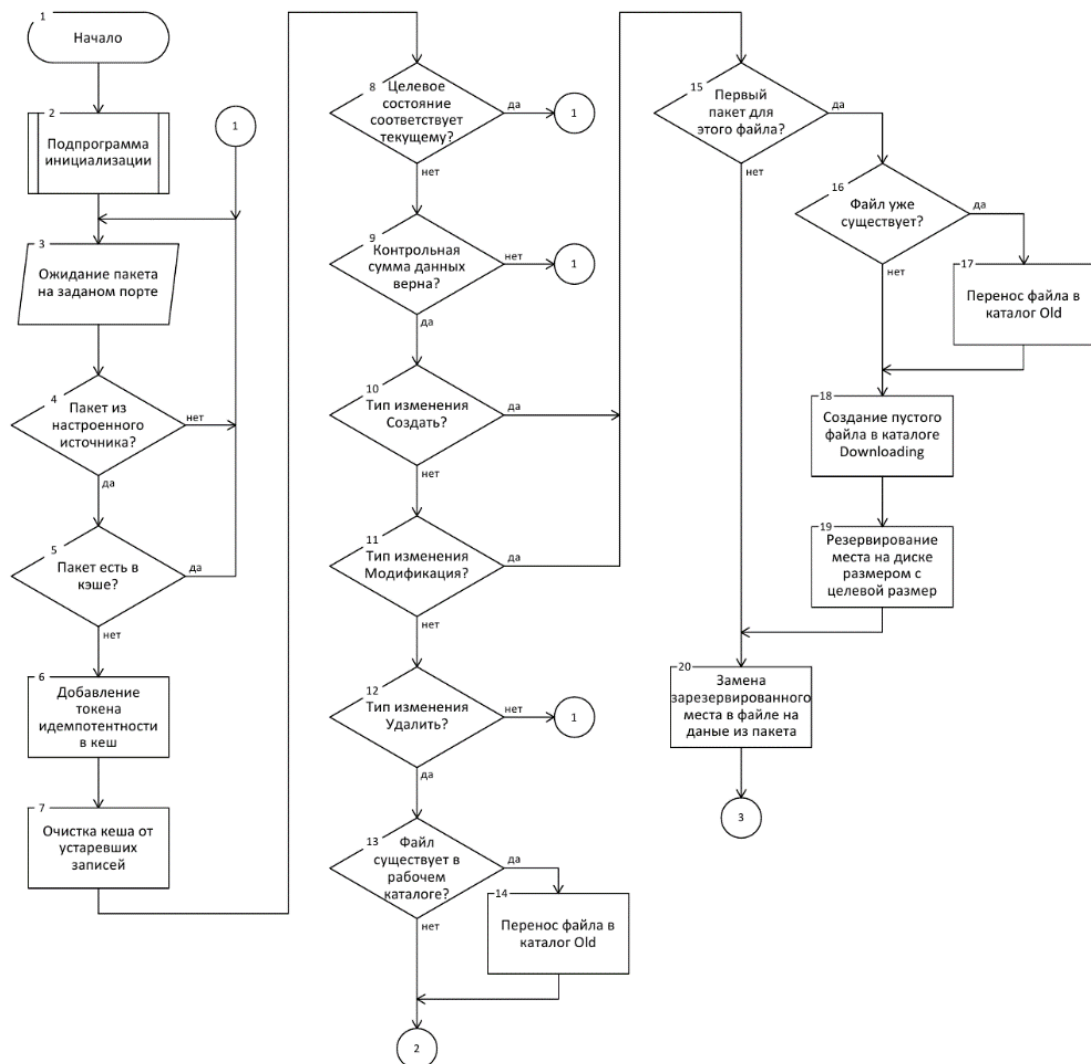 1
Начало
2
Подпрограмма
инициализации
1
3
Ожидание пакета
на заданом порте
4
Пакет из
настроенного
источника?
нет
да
5
Пакет есть в
кэше?
да
нет
6
Добавление
токена
идемпотентности
в кеш
7
Очистка кеша от
устаревших
записей
8
Целевое
состояние
соответствует
текущему?
да
1
нет
9
Контрольная
сумма данных
верна?
нет
1
да
10
Тип изменения
Создать?
да
нет
11
Тип изменения
Модификация?
да
нет
12
Тип изменения
Удалить?
нет
1
да
13
Файл
существует в
рабочем
каталоге?
да
нет
14
Перенос файла в
каталог Old
2
15
Первый
пакет для
этого файла?
да
нет
16
Файл уже
существует?
да
нет
17
Перенос файла в
каталог Old
18
Создание пустого
файла в каталоге
Downloading
19
Резервирование
места на диске
размером с
целевой размер
20
Замена
зарезервированного
места в файле на
даные из пакета
3